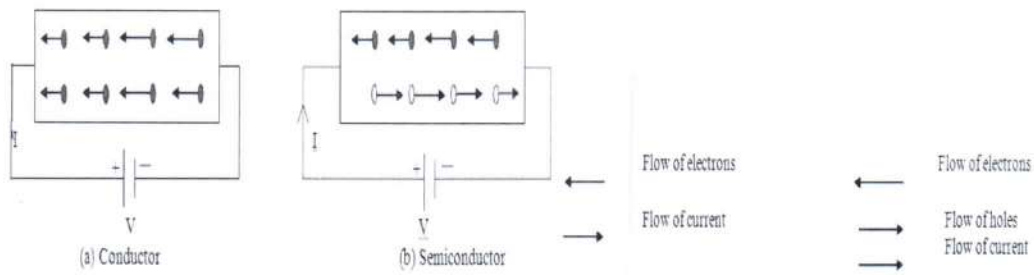 I
I
+ −
+ −
V
V
(a) Conductor
(b) Semiconductor
Flow of electrons
Flow of current
Flow of electrons
Flow of holes
Flow of current